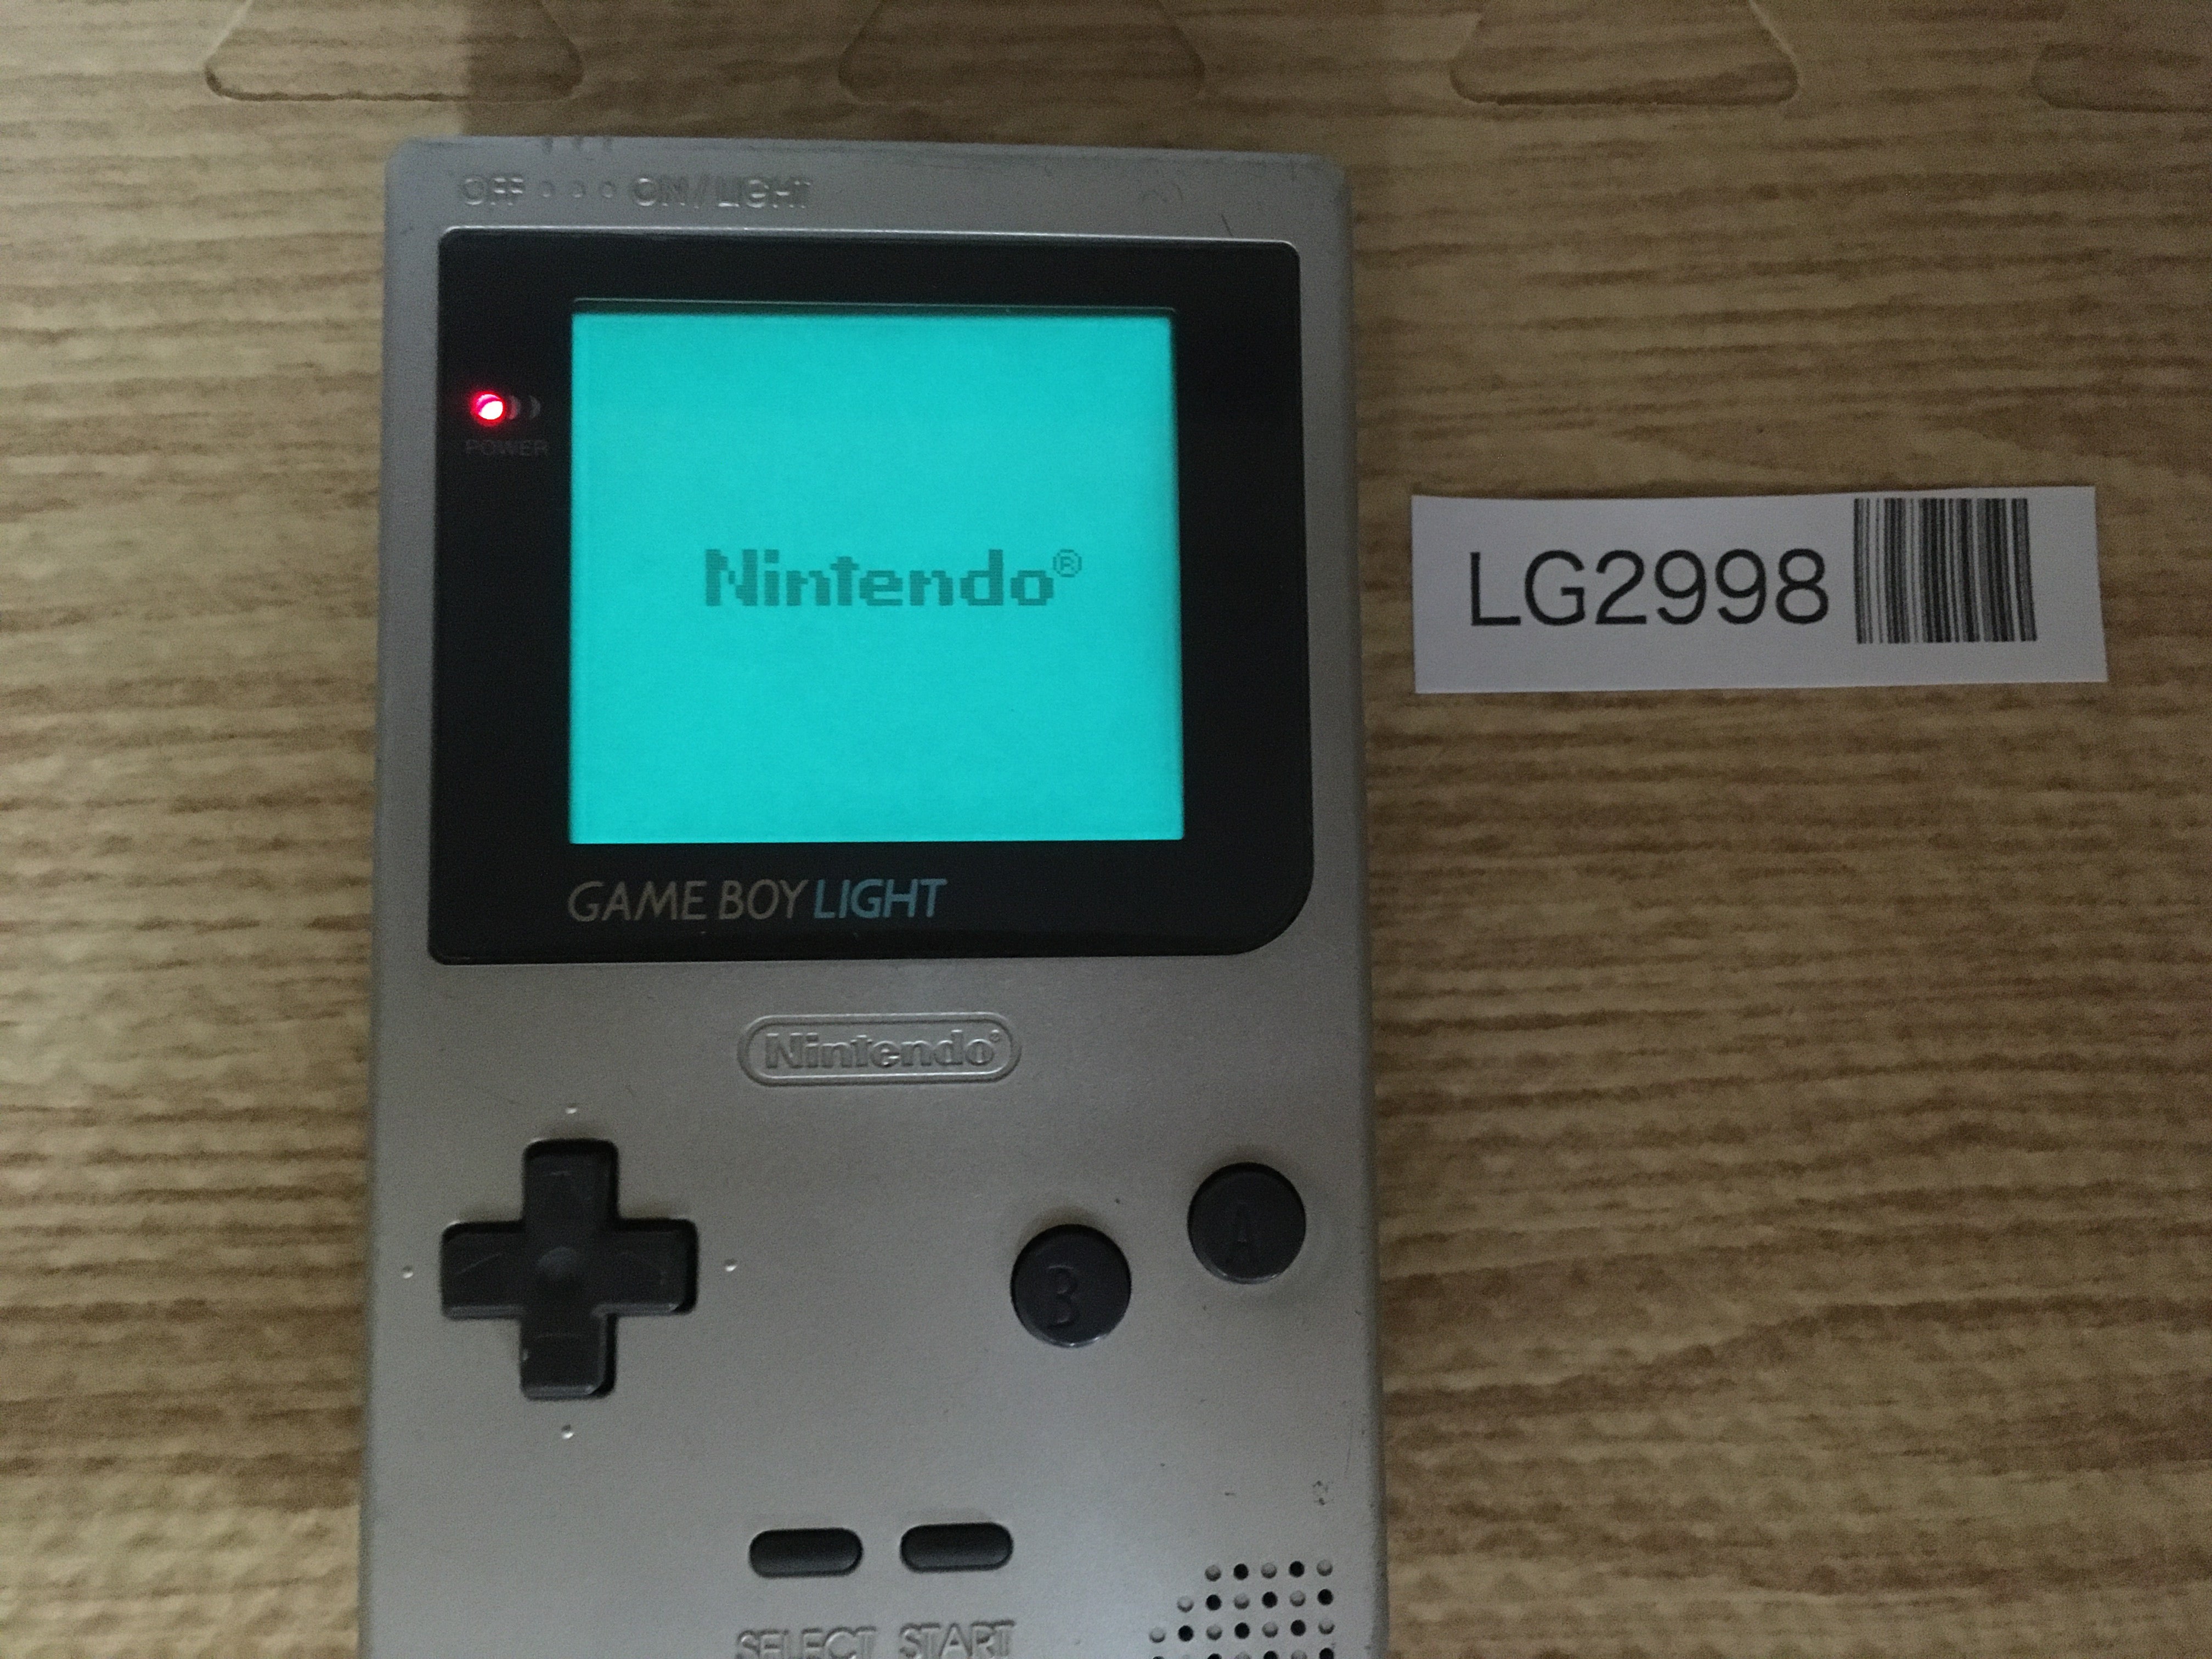 OFF ON/LIGHT
POWER
Nintendo®
LG2998
GAME BOY LIGHT
Nintendo®
A
B
SELECT START